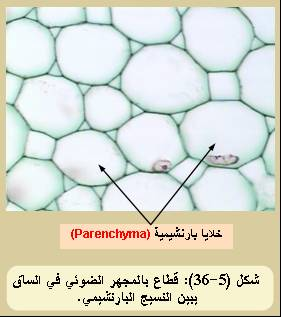 خلايا بارنشيمية (Parenchyma)
شكل (5-36): قطاع بالمجهر الضوئي في الساق
يبين النسيج البارنشيمي.